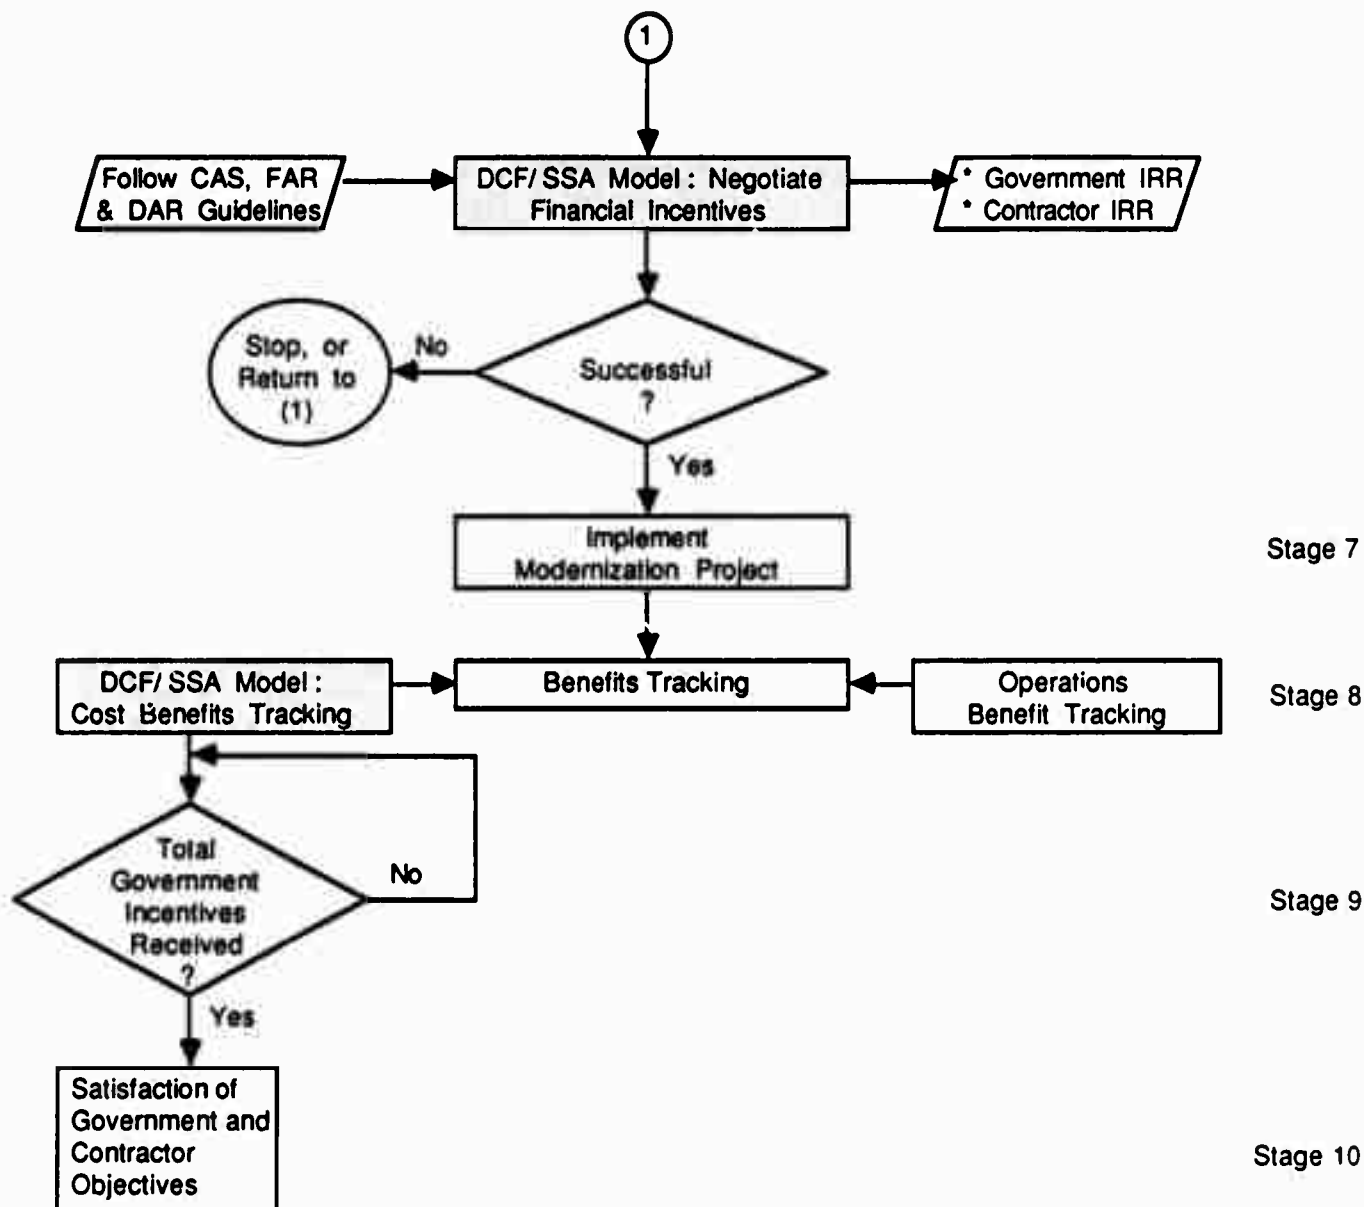 1
Follow CAS, FAR
& DAR Guidelines
DCF/ SSA Model : Negotiate
Financial Incentives
* Government IRR
* Contractor IRR
Stop, or
Return to
(1)
No
Successful
?
Yes
Implement
Modernization Project
Stage 7
DCF/ SSA Model :
Cost Benefits Tracking
Benefits Tracking
Operations
Benefit Tracking
Stage 8
Total
Government
Incentives
Received
?
No
Stage 9
Yes
Satisfaction of
Government and
Contractor
Objectives
Stage 10